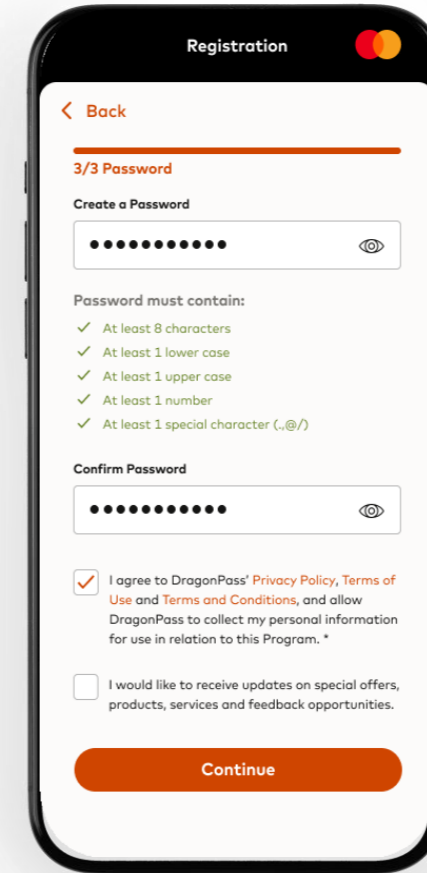 Registration
Back
3/3 Password
Create a Password
●●●●●●●●●●●
Password must contain:
At least 8 characters
At least 1 lower case
At least 1 upper case
At least 1 number
At least 1 special character (.,@/)
Confirm Password
●●●●●●●●●●●
I agree to DragonPass' Privacy Policy, Terms of
Use and Terms and Conditions, and allow
DragonPass to collect my personal information
for use in relation to this Program. *
I would like to receive updates on special offers,
products, services and feedback opportunities.
Continue